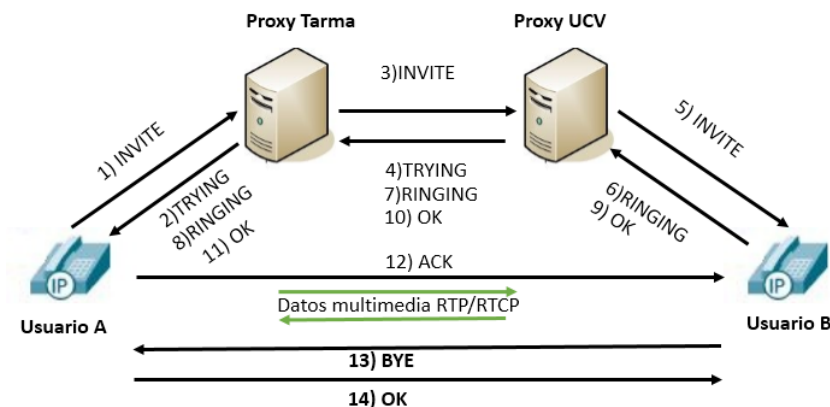 Proxy Tarma
Proxy UCV
3)INVITE
1) INVITE
5) INVITE
2)TRYING
8)RINGING
11) OK
4)TRYING
7)RINGING
10) OK
6)RINGING
9) OK
IP
IP
12) ACK
Datos multimedia RTP/RTCP
Usuario A
Usuario B
13) BYE
14) OK